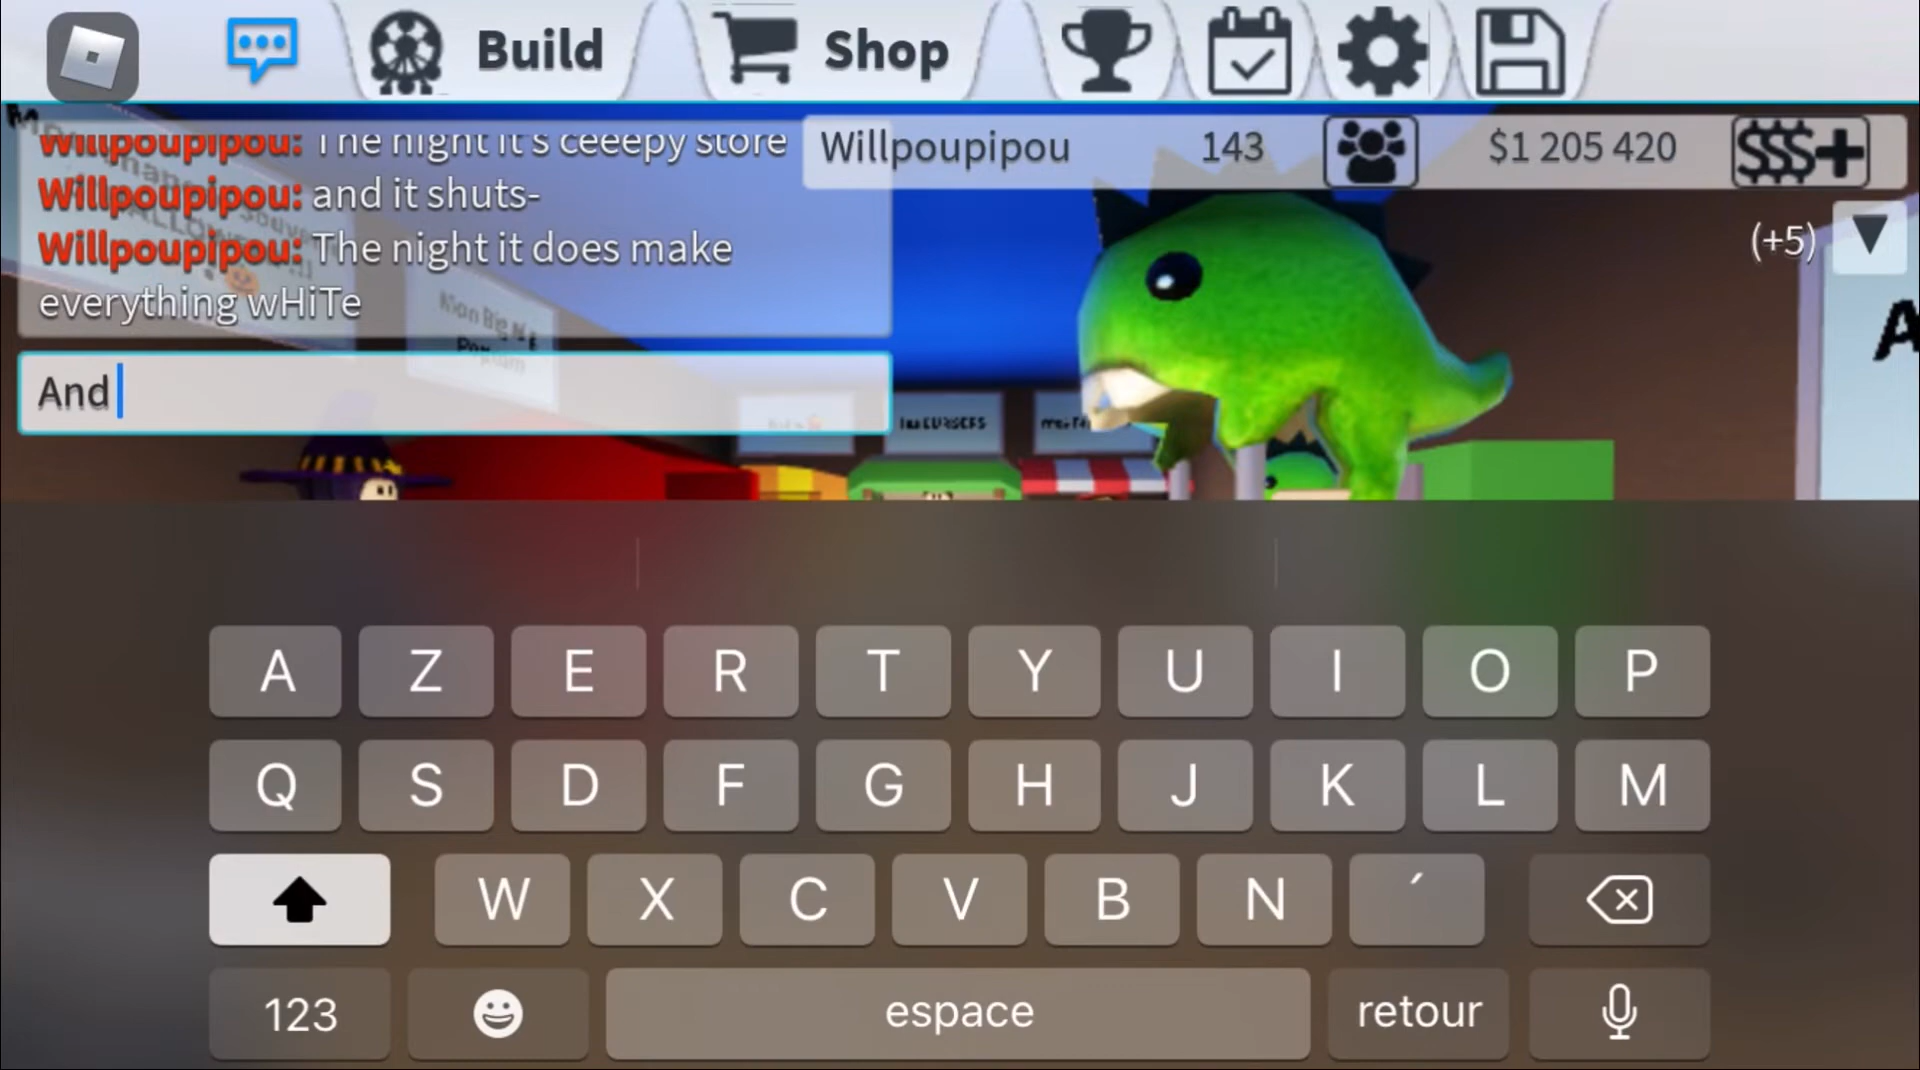 Build
Shop
Willpoupipou: The night it's ceeepy store
Willpoupipou: and it shuts-
Willpoupipou: The night it does make
everything wHiTe
Willpoupipou 143 $1 205 420 $$$+
(+5)
And
A
A Z E R T Y U I O P
Q S D F G H J K L M
W X C V B N ´
123 espace retour